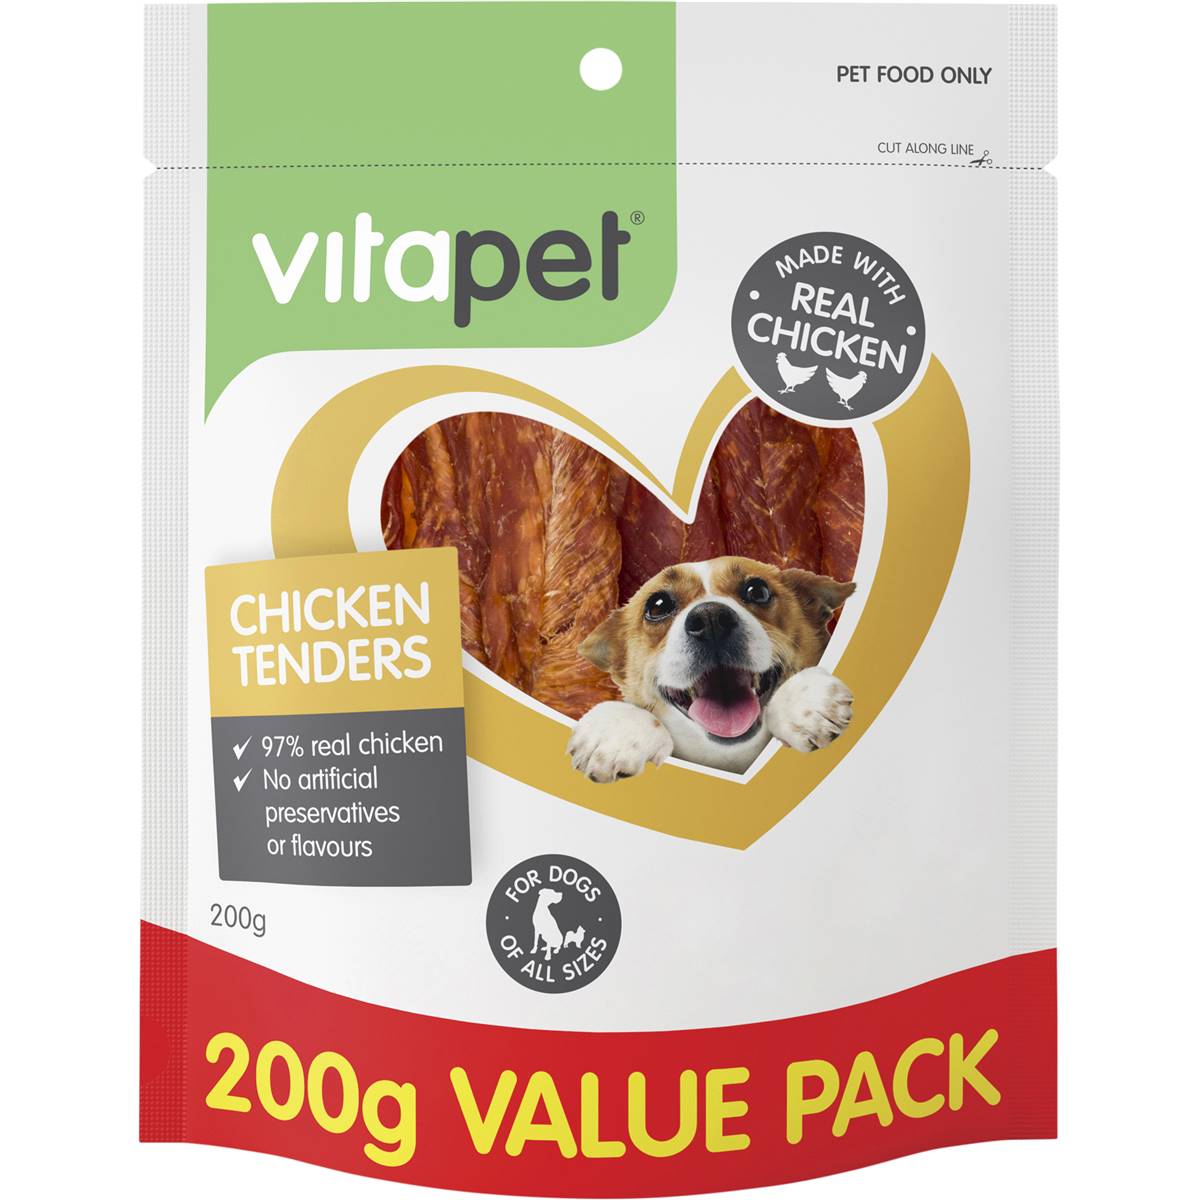 PET FOOD ONLY
CUT ALONG LINE
vitapet®
MADE WITH
REAL
CHICKEN
CHICKEN
TENDERS
✓ 97% real chicken
✓ No artificial
preservatives
or flavours
200g
FOR DOGS
OF ALL SIZES
200g VALUE PACK